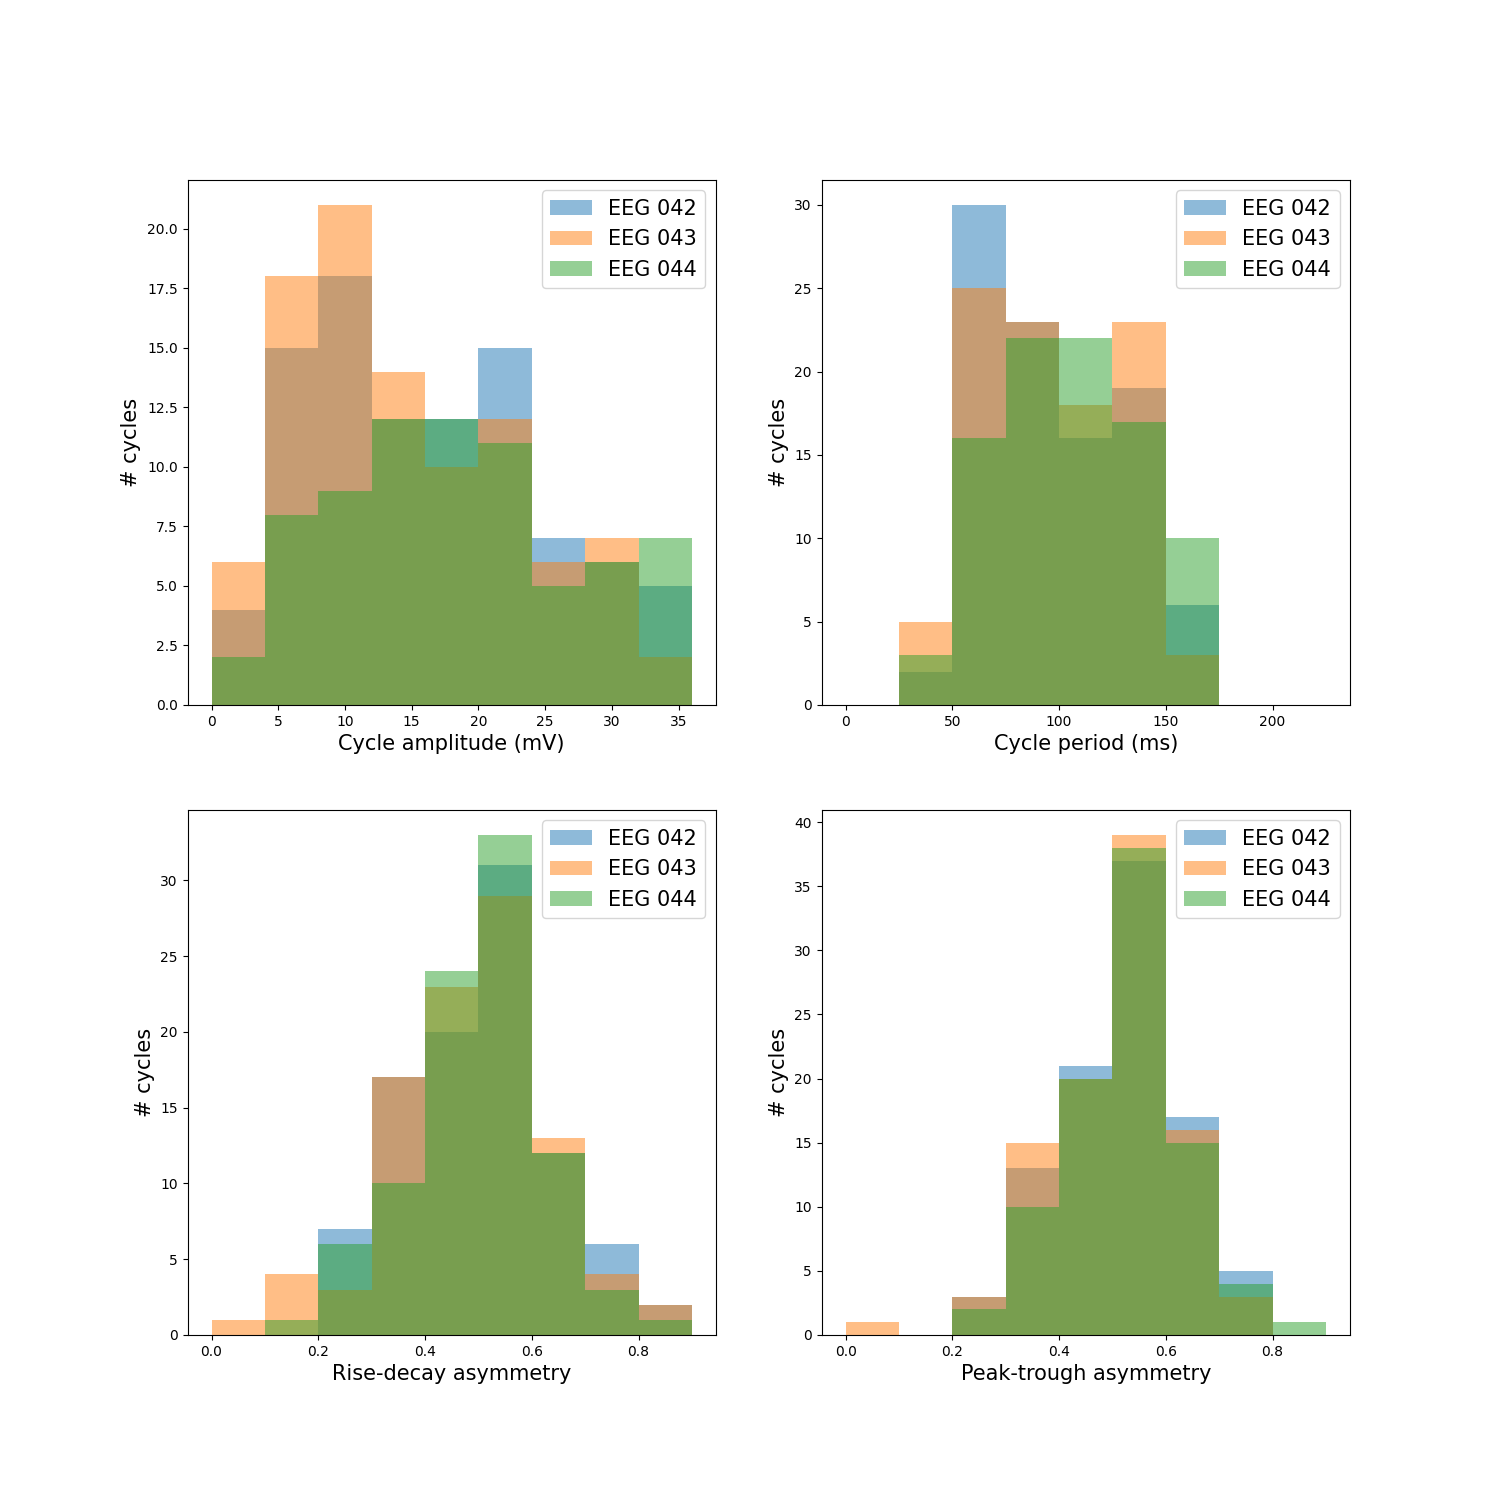 EEG 042
EEG 043
EEG 044
20.0
17.5
15.0
12.5
10.0
7.5
5.0
2.5
0.0
# cycles
0 5 10 15 20 25 30 35
Cycle amplitude (mV)
EEG 042
EEG 043
EEG 044
30
25
20
15
10
5
0
# cycles
0 50 100 150 200
Cycle period (ms)
EEG 042
EEG 043
EEG 044
30
25
20
15
10
5
0
# cycles
0.0 0.2 0.4 0.6 0.8
Rise-decay asymmetry
EEG 042
EEG 043
EEG 044
40
35
30
25
20
15
10
5
0
# cycles
0.0 0.2 0.4 0.6 0.8
Peak-trough asymmetry